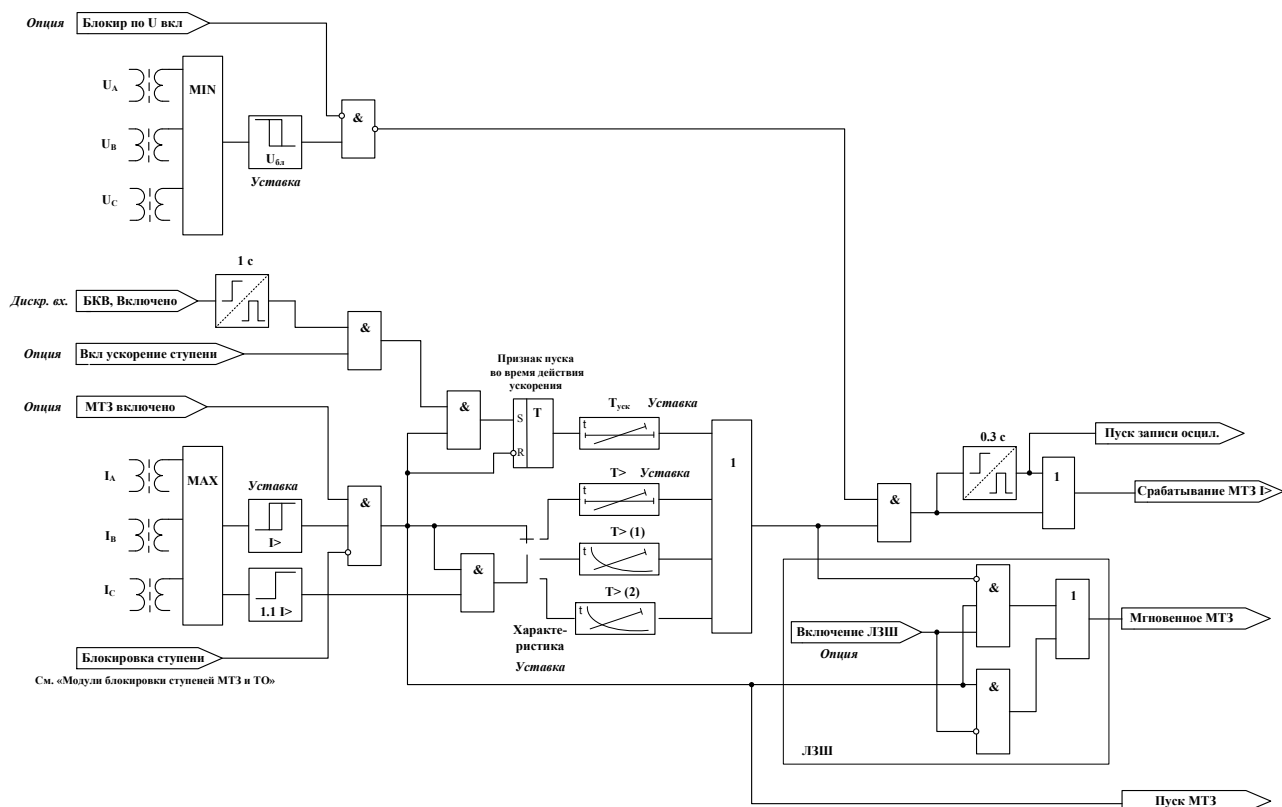 Опция
Блокир по U вкл
UA
UB
UC
MIN
Uбл
Уставка
&
1 с
Дискр. вх.
БКВ, Включено
Опция
Вкл ускорение ступени
&
Опция
МТЗ включено
&
Признак пуска
во время действия
ускорения
S
T
R
Tуск
Уставка
t
T>
Уставка
t
T> (1)
t
T> (2)
t
Характе-
ристика
Уставка
1
IA
IB
IC
MAX
Уставка
I>
1.1 I>
&
&
Блокировка ступени
См. «Модули блокировки ступеней МТЗ и ТО»
&
0.3 с
1
Пуск записи осцил.
Срабатывание МТЗ I>
Включение ЛЗШ
Опция
&
&
1
ЛЗШ
Мгновенное МТЗ
Пуск МТЗ